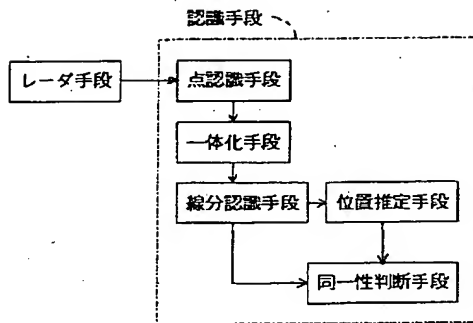 認識手段
レーダ手段
点認識手段
一体化手段
線分認識手段
位置推定手段
同一性判断手段